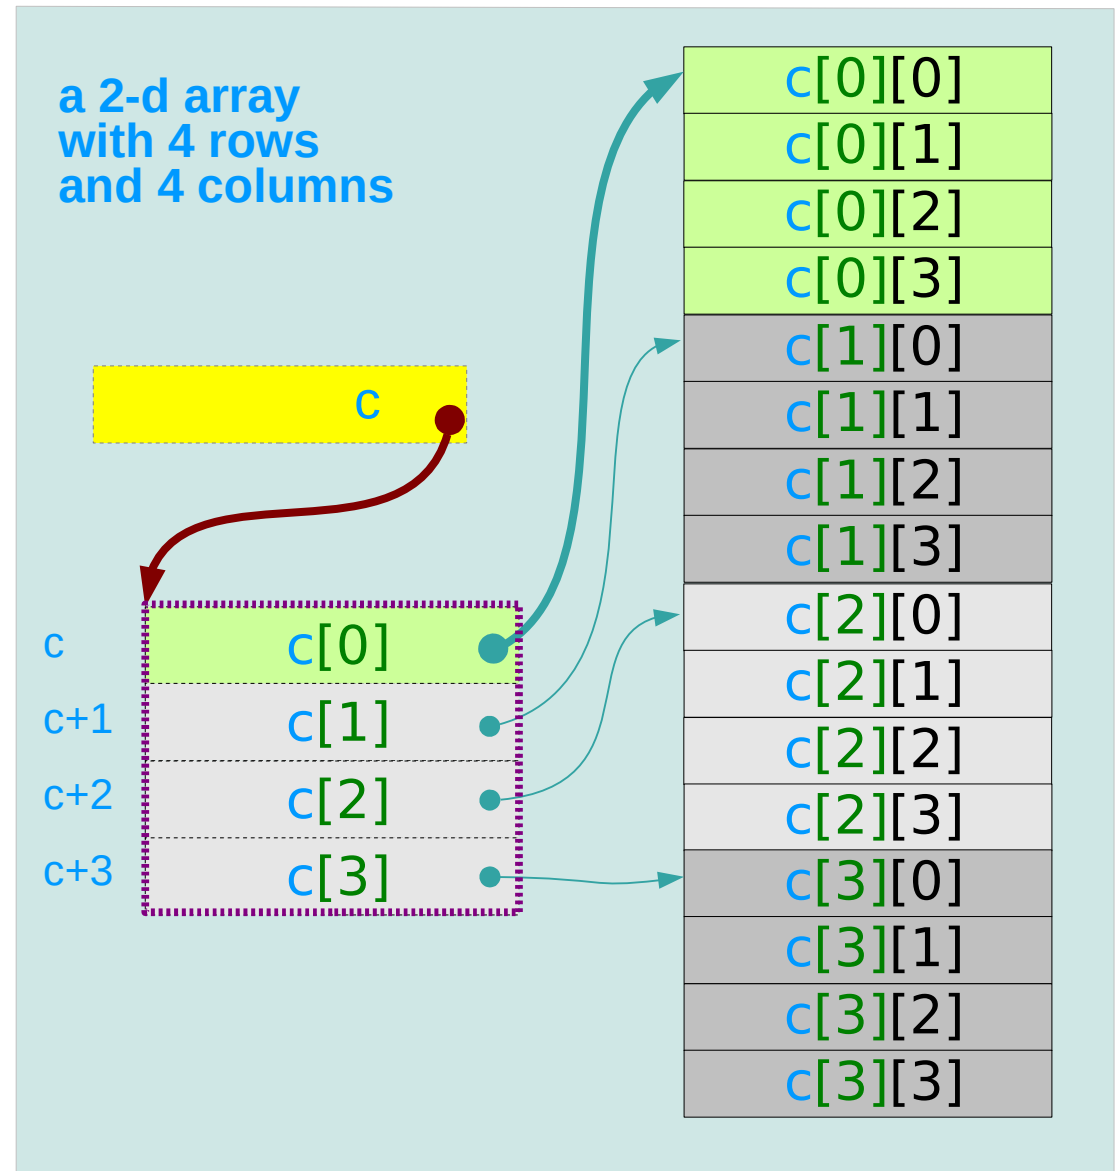 a 2-d array
with 4 rows
and 4 columns
c
c c[0]
c+1 c[1]
c+2 c[2]
c+3 c[3]
c[0][0]
c[0][1]
c[0][2]
c[0][3]
c[1][0]
c[1][1]
c[1][2]
c[1][3]
c[2][0]
c[2][1]
c[2][2]
c[2][3]
c[3][0]
c[3][1]
c[3][2]
c[3][3]